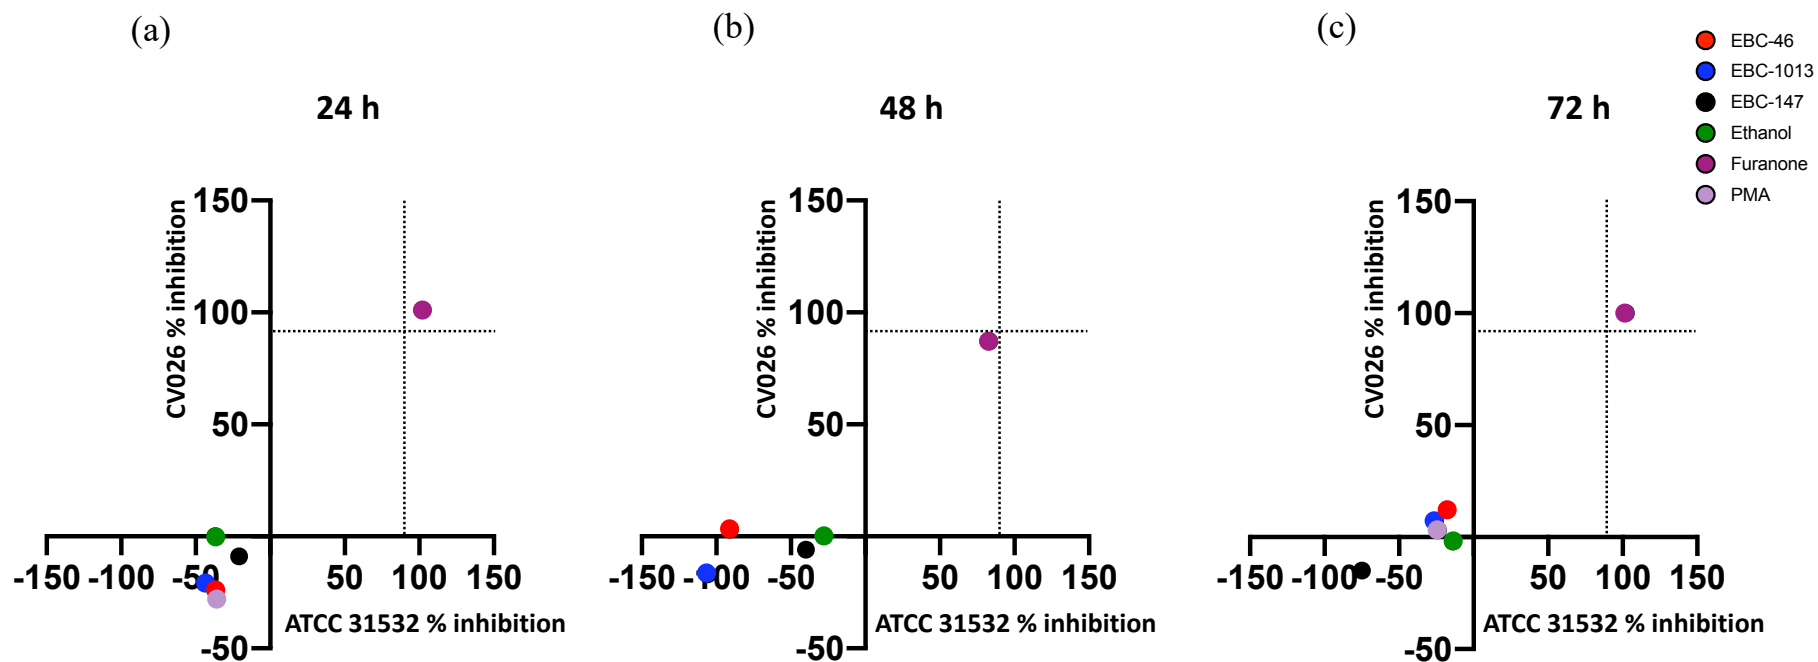 (a)
(b)
(c)
EBC-46
EBC-1013
EBC-147
Ethanol
Furanone
PMA
24 h
48 h
72 h
150
100
50
-50
CV026 % inhibition
-150 -100 -50 50 100 150
ATCC 31532 % inhibition
150
100
50
-50
CV026 % inhibition
-150 -100 -50 50 100 150
ATCC 31532 % inhibition
150
100
50
-50
CV026 % inhibition
-150 -100 -50 50 100 150
ATCC 31532 % inhibition